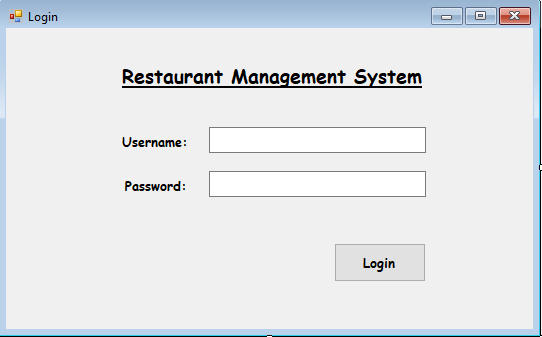 Login
Restaurant Management System
Username:
Password:
Login